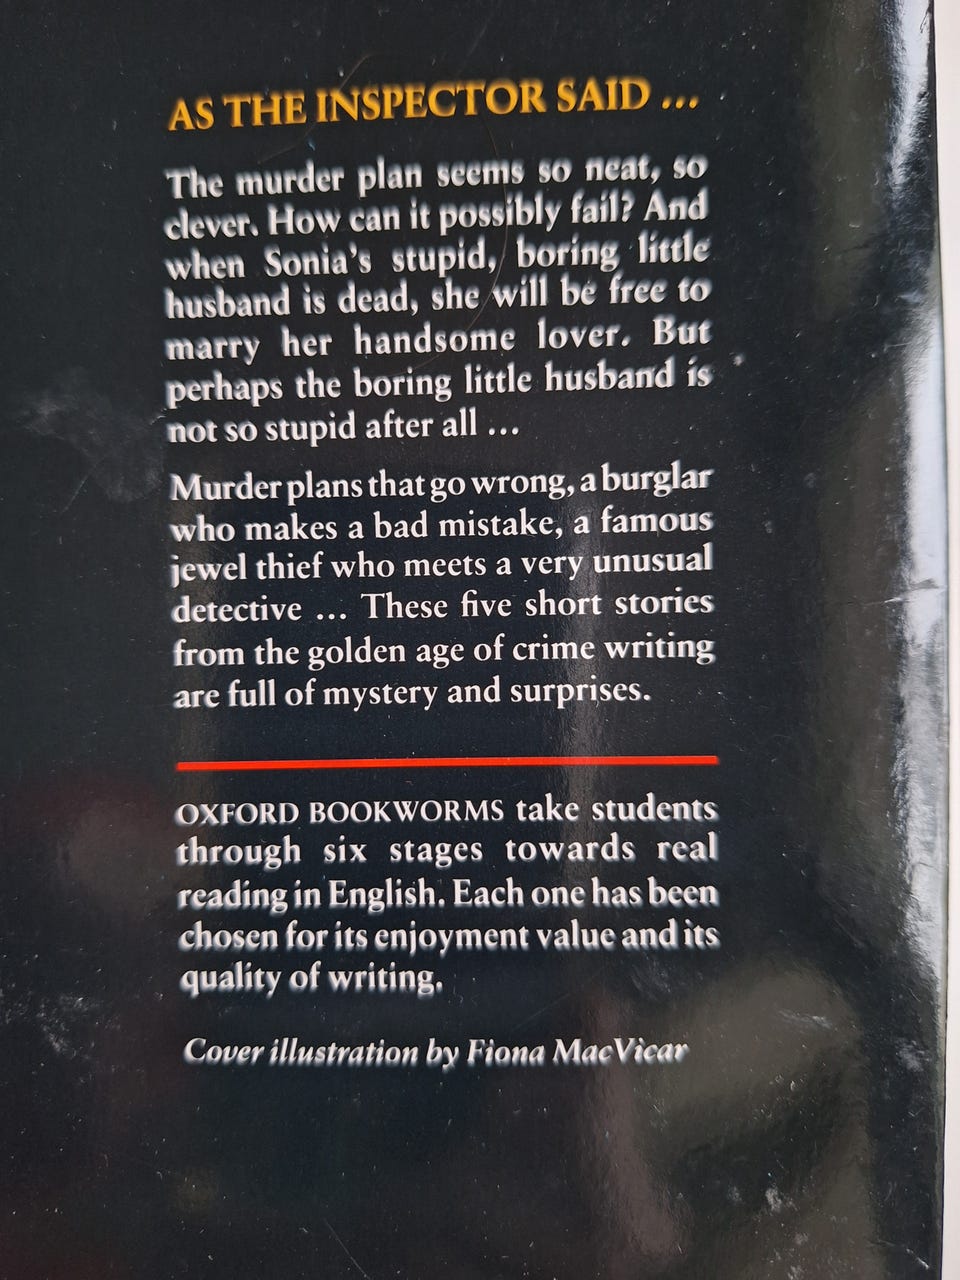 AS THE INSPECTOR SAID ...
The murder plan seems so neat, so
clever. How can it possibly fail? And
when Sonia's stupid, boring little
husband is dead, she will be free to
marry her handsome lover. But
perhaps the boring little husband is
not so stupid after all ...
Murder plans that go wrong, a burglar
who makes a bad mistake, a famous
jewel thief who meets a very unusual
detective ... These five short stories
from the golden age of crime writing
are full of mystery and surprises.
OXFORD BOOKWORMS take students
through six stages towards real
reading in English. Each one has been
chosen for its enjoyment value and its
quality of writing.
Cover illustration by Fiona MacVicar